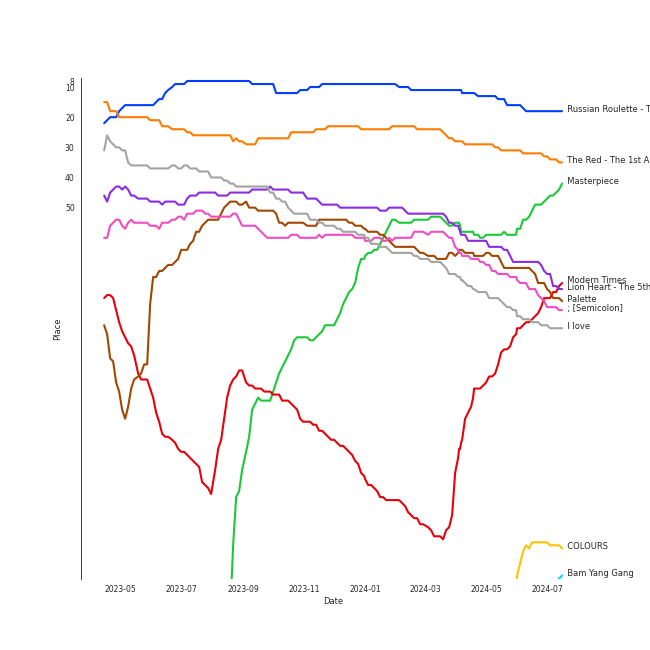 8
10
20
30
40
50
Place
Russian Roulette - T
The Red - The 1st A
Masterpiece
Modern Times
Lion Heart - The 5th
Palette
; [Semicolon]
I love
COLOURS
Bam Yang Gang
2023-05
2023-07
2023-09
2023-11
2024-01
2024-03
2024-05
2024-07
Date